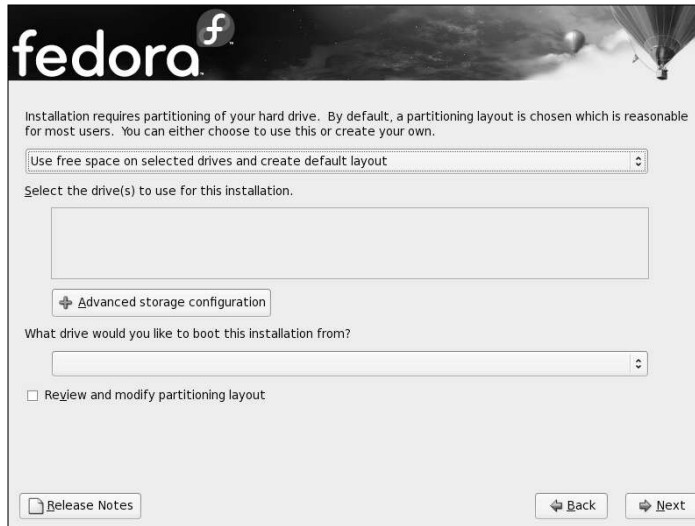 fedora
Installation requires partitioning of your hard drive. By default, a partitioning layout is chosen which is reasonable
for most users. You can either choose to use this or create your own.
Use free space on selected drives and create default layout
Select the drive(s) to use for this installation.
Advanced storage configuration
What drive would you like to boot this installation from?
Review and modify partitioning layout
Release Notes
Back
Next